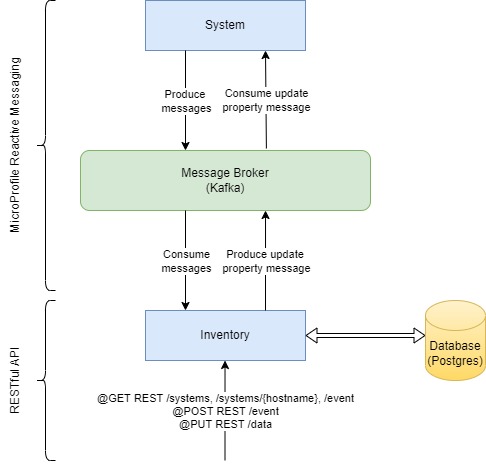 System
MicroProfile Reactive Messaging
Produce
messages
Consume update
property message
Message Broker
(Kafka)
Consume
messages
Produce update
property message
Inventory
Database
(Postgres)
RESTful API
@GET REST /systems, /systems/{hostname}, /event
@POST REST /event
@PUT REST /data